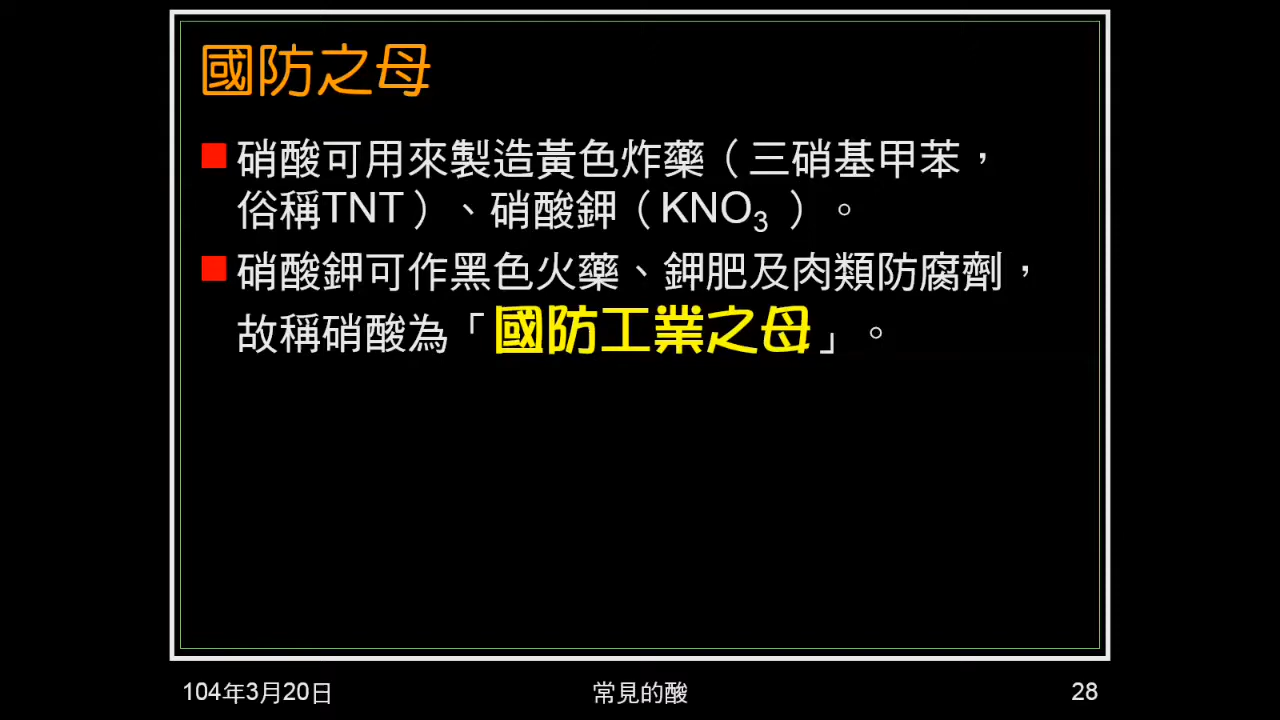 國防之母
硝酸可用來製造黃色炸藥（三硝基甲苯，
俗稱TNT）、硝酸鉀（KNO₃）。
硝酸鉀可作黑色火藥、鉀肥及肉類防腐劑，
故稱硝酸為「國防工業之母」。
104年3月20日
常見的酸
28